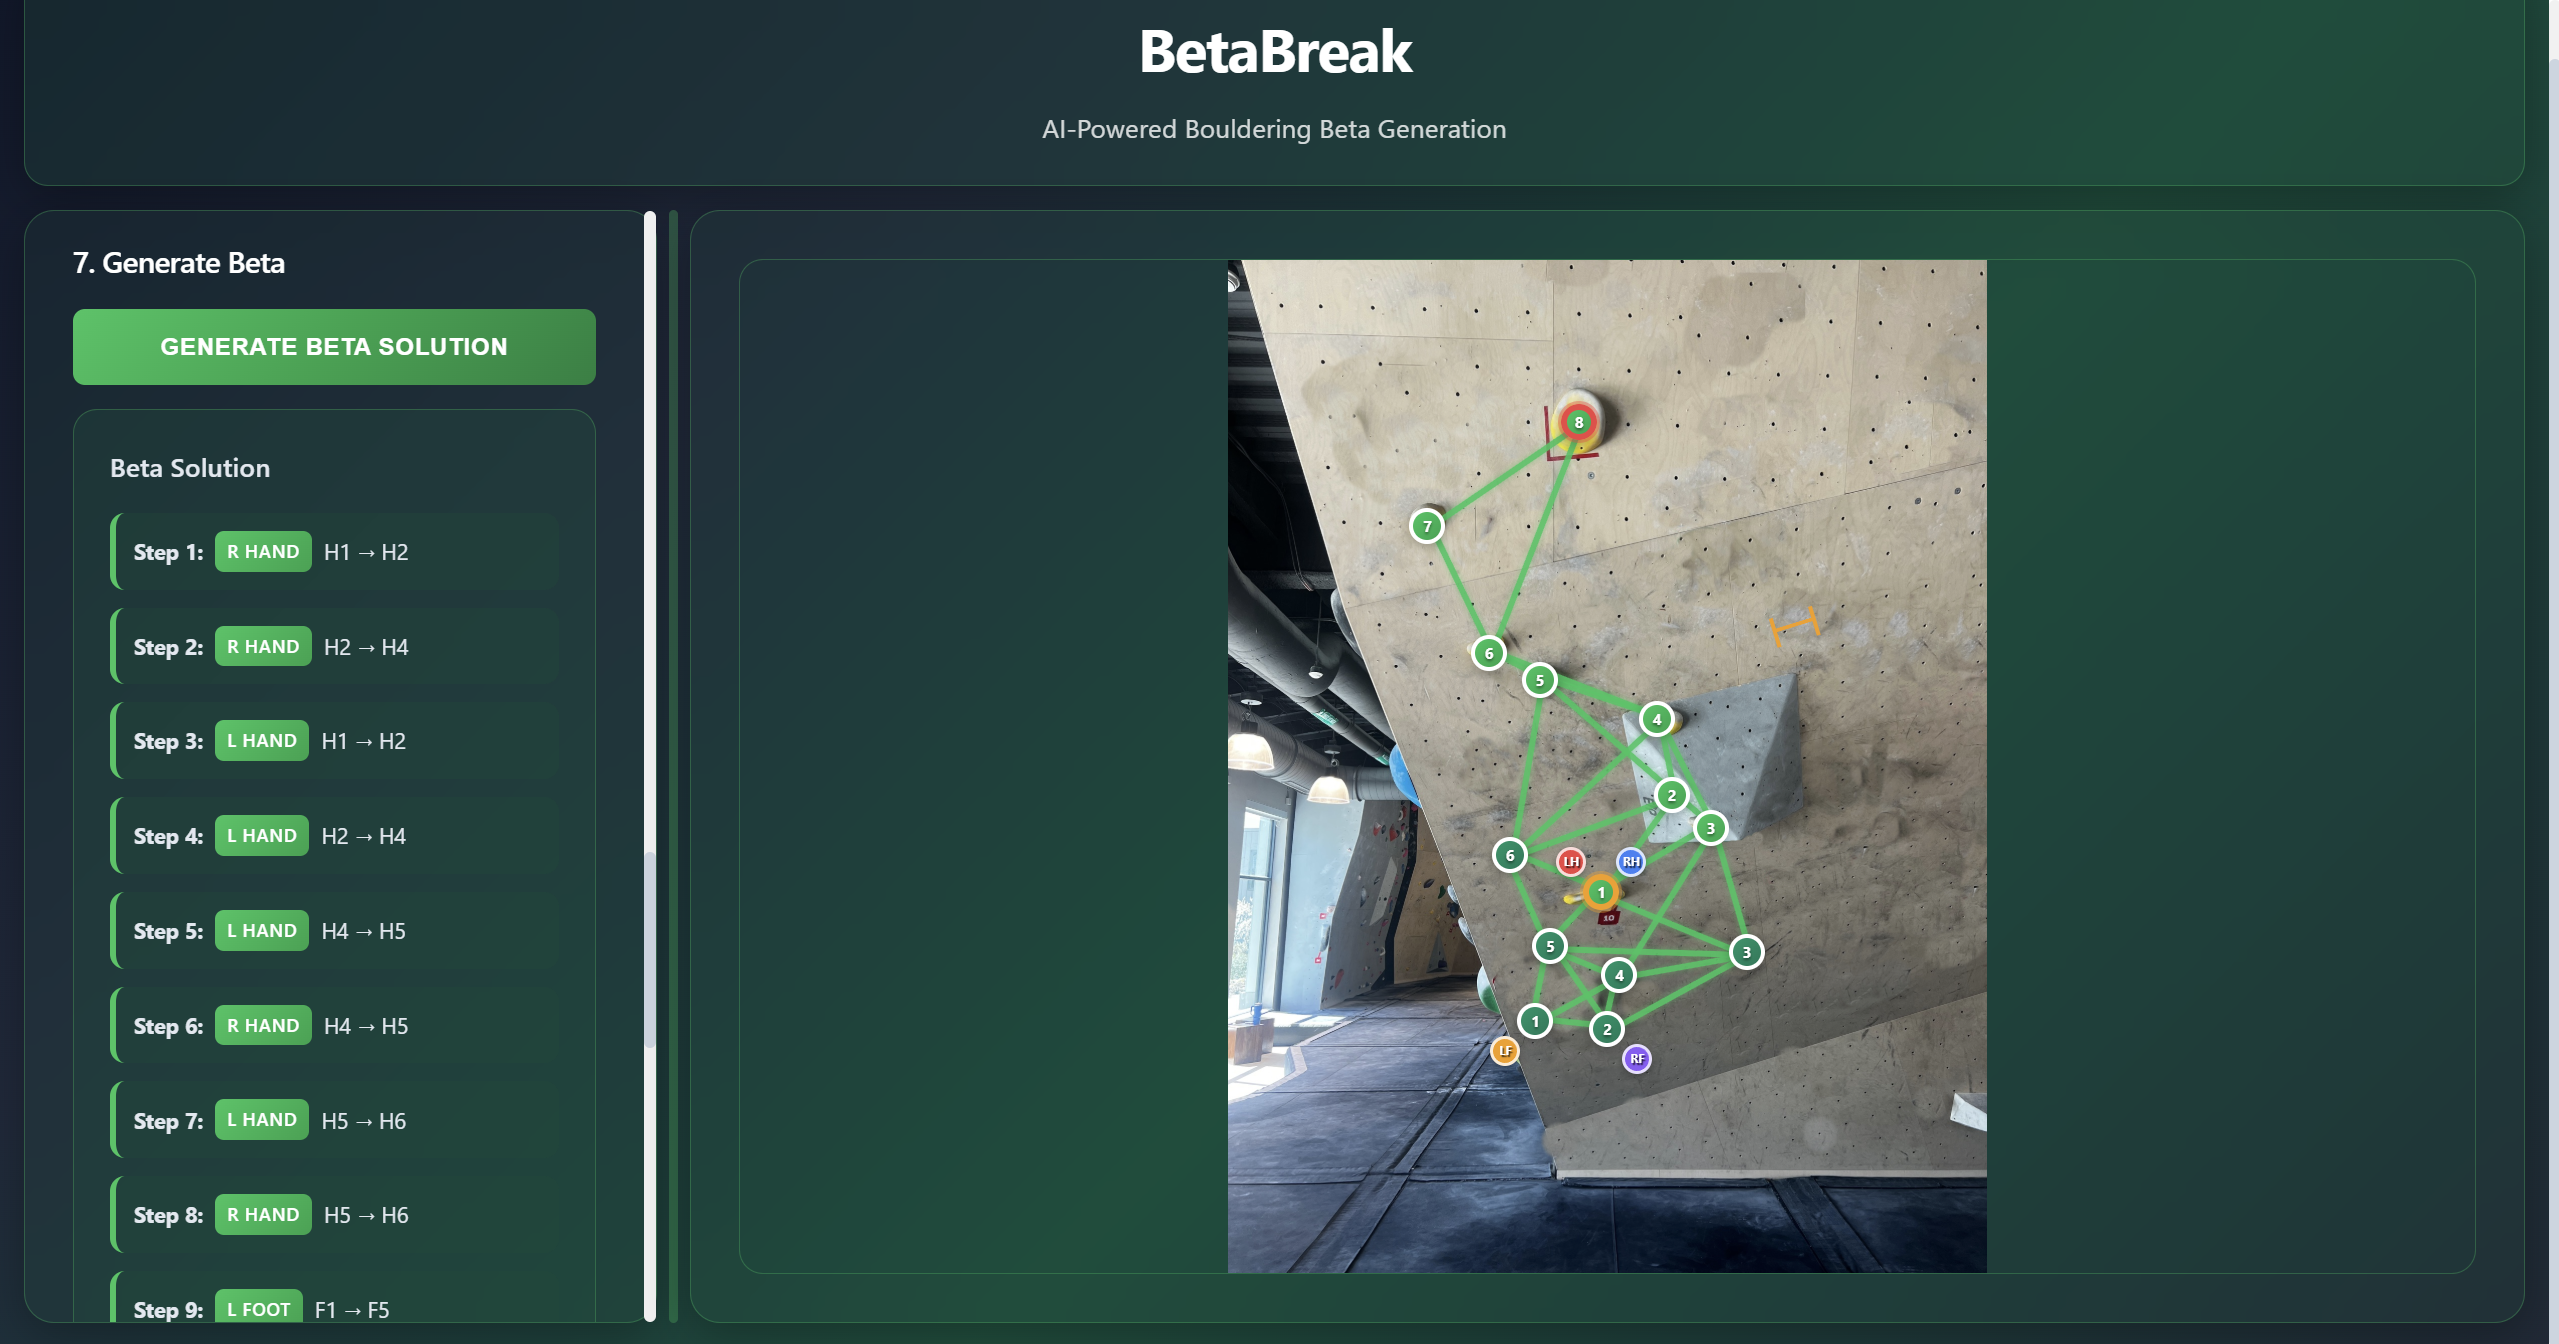 BetaBreak
AI-Powered Bouldering Beta Generation
7. Generate Beta
GENERATE BETA SOLUTION
Beta Solution
Step 1: R HAND H1 → H2
Step 2: R HAND H2 → H4
Step 3: L HAND H1 → H2
Step 4: L HAND H2 → H4
Step 5: L HAND H4 → H5
Step 6: R HAND H4 → H5
Step 7: L HAND H5 → H6
Step 8: R HAND H5 → H6
Step 9: L FOOT F1 → F5
8
7
6
5
4
2
3
6
LH
RH
1
10
5
3
4
1
2
LF
RF